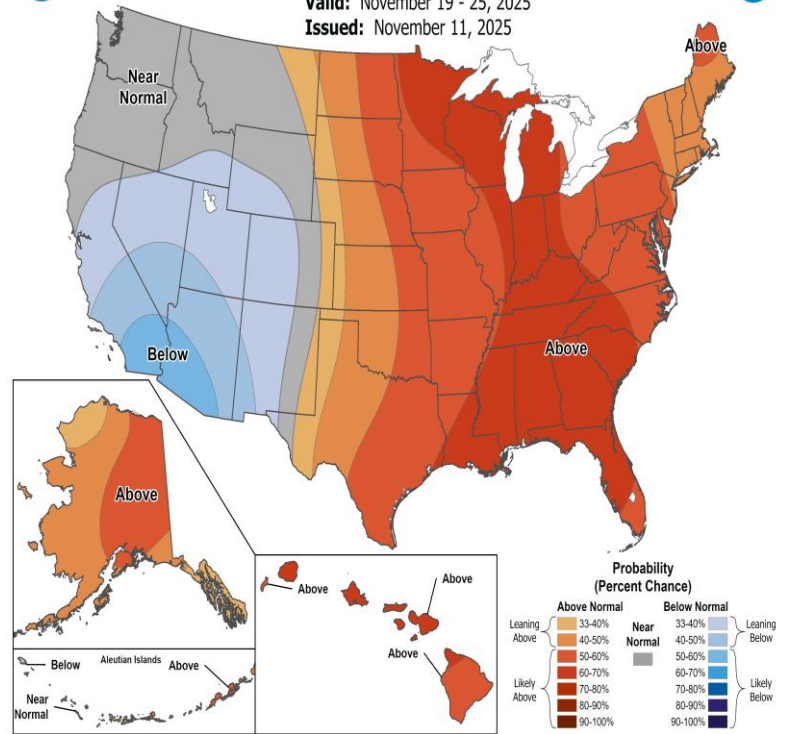 Valid: November 19 - 25, 2025
Issued: November 11, 2025
Near
Normal
Above
Below
Above
Above
Above
Above
Above
Below
Aleutian Islands
Above
Near
Normal
Probability
(Percent Chance)
Above Normal
Below Normal
Leaning
Above
33-40%
40-50%
50-60%
60-70%
70-80%
80-90%
90-100%
Likely
Above
Near
Normal
33-40%
40-50%
50-60%
60-70%
70-80%
80-90%
90-100%
Leaning
Below
Likely
Below